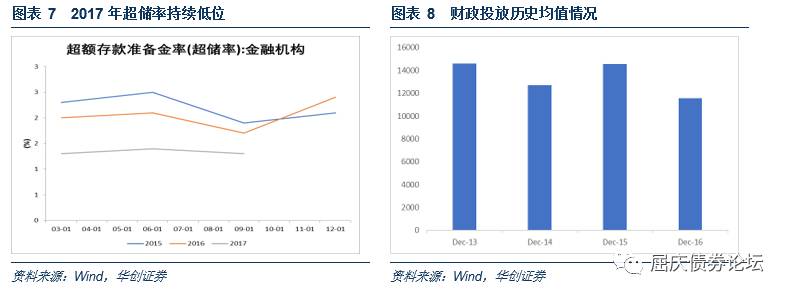 图表 7 2017 年超储率持续低位
超额存款准备金率(超储率):金融机构
(%)
3
3
2
2
1
1
0
03-01 04-01 05-01 06-01 07-01 08-01 09-01 10-01 11-01 12-01
2015 2016 2017
资料来源：Wind，华创证券
图表 8 财政投放历史均值情况
16000
14000
12000
10000
8000
6000
4000
2000
0
Dec-13 Dec-14 Dec-15 Dec-16
资料来源：Wind，华创证券
屈庆债券论坛